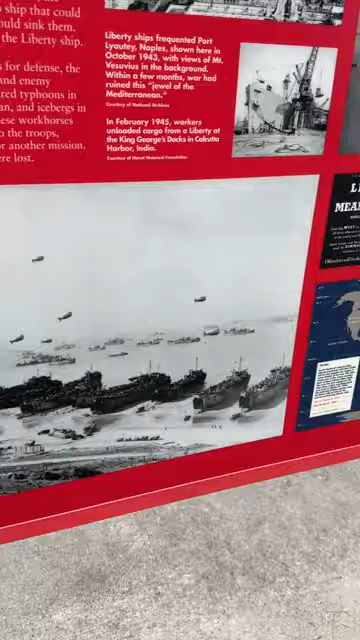 ship that could
ould sink them.
the Liberty ship.
s for defense, the
and enemy
red typhoons in
an, and icebergs in
nese workhorses
o the troops,
or another mission.
ere lost.
Liberty ships frequented Port
Lyautey, Naples, shown here in
October 1943, with views of Mt.
Vesuvius in the background.
Within a few months, war had
ruined this "jewel of the
Mediterranean."
Courtesy of National Archives
In February 1945, workers
unloaded cargo from a Liberty at
the King George's Docks in Calcutta
Harbor, India.
Courtesy of Naval Historical Foundation
L
MEA